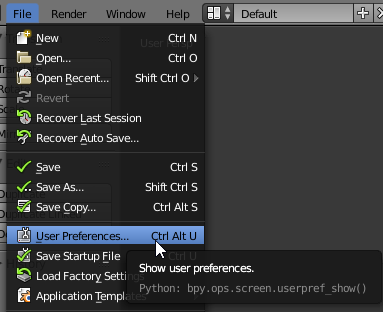 File Render Window Help Default
New Ctrl N
Open... Ctrl O
Open Recent... Shift Ctrl O
Revert
Recover Last Session
Recover Auto Save...
Save Ctrl S
Save As... Shift Ctrl S
Save Copy... Ctrl Alt S
User Preferences... Ctrl Alt U
Save Startup File Ctrl U
Load Factory Settings
Show user preferences.
Application Templates
Python: bpy.ops.screen.userpref_show()
User Persp